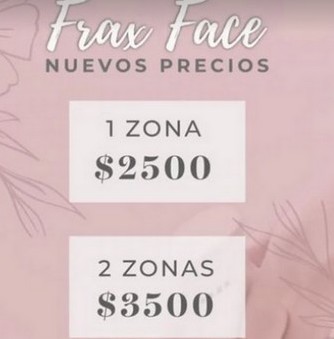 Frax Face
NUEVOS PRECIOS
1 ZONA
$2500
2 ZONAS
$3500